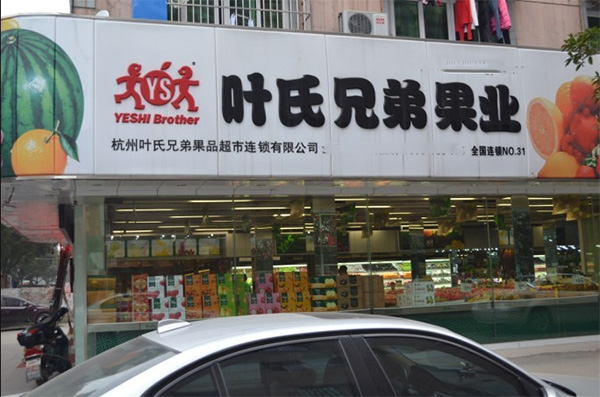 YS
YESHI Brother
叶氏兄弟果业
杭州叶氏兄弟果品超市连锁有限公司
全国连锁NO.31